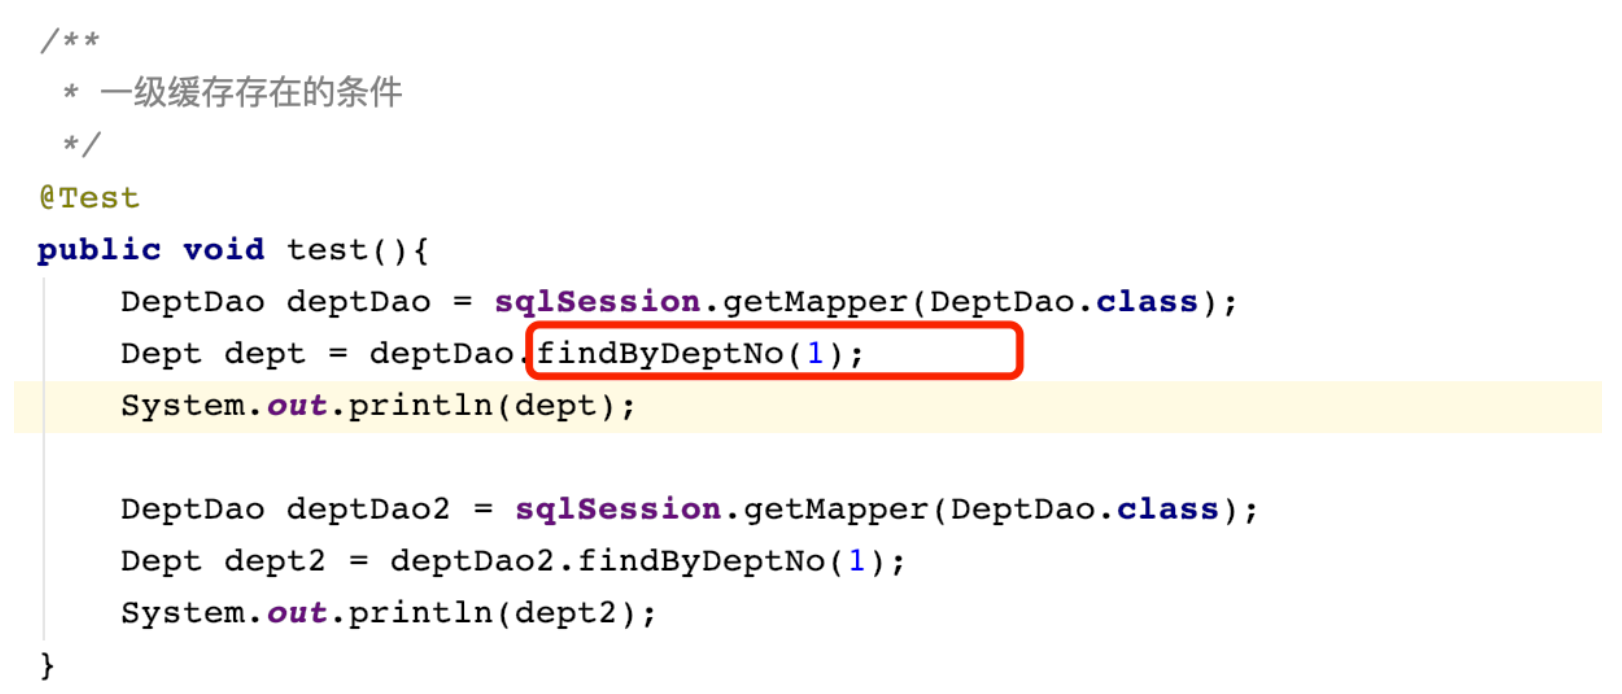 /**
 * 一级缓存存在的条件
 */
@Test
public void test(){
    DeptDao deptDao = sqlSession.getMapper(DeptDao.class);
    Dept dept = deptDao.findByDeptNo(1);
    System.out.println(dept);
    DeptDao deptDao2 = sqlSession.getMapper(DeptDao.class);
    Dept dept2 = deptDao2.findByDeptNo(1);
    System.out.println(dept2);
}